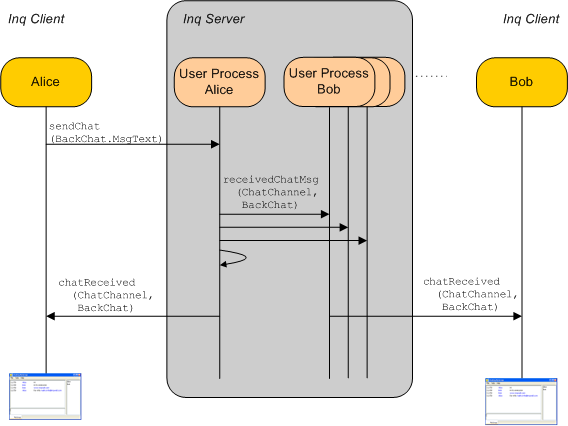 Inq Client
Inq Server
Inq Client
Alice
User Process
Alice
User Process
Bob
.......
Bob
sendChat
(BackChat.MsgText)
receivedChatMsg
(ChatChannel,
BackChat)
chatReceived
(ChatChannel,
BackChat)
chatReceived
(ChatChannel,
BackChat)